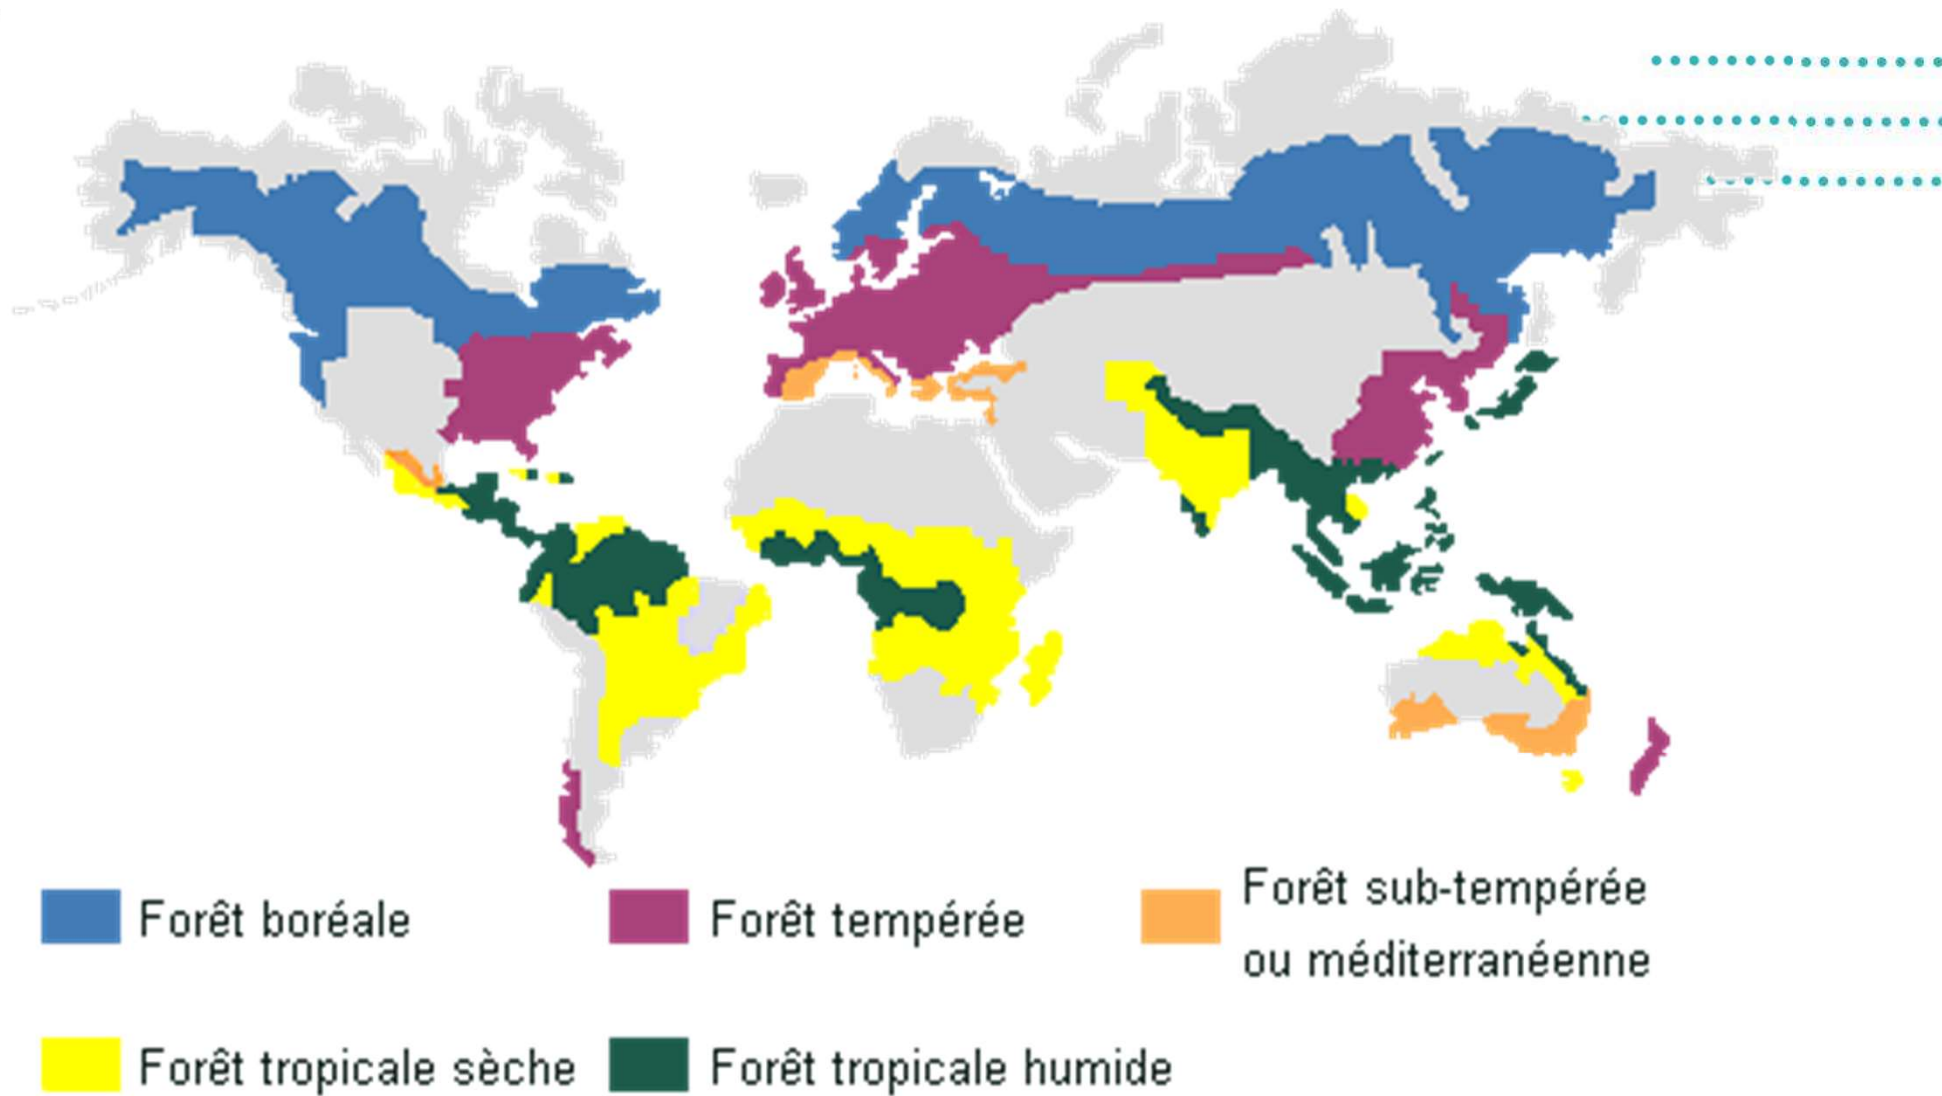 Forêt boréale
Forêt tempérée
Forêt sub-tempérée
ou méditerranéenne
Forêt tropicale sèche
Forêt tropicale humide